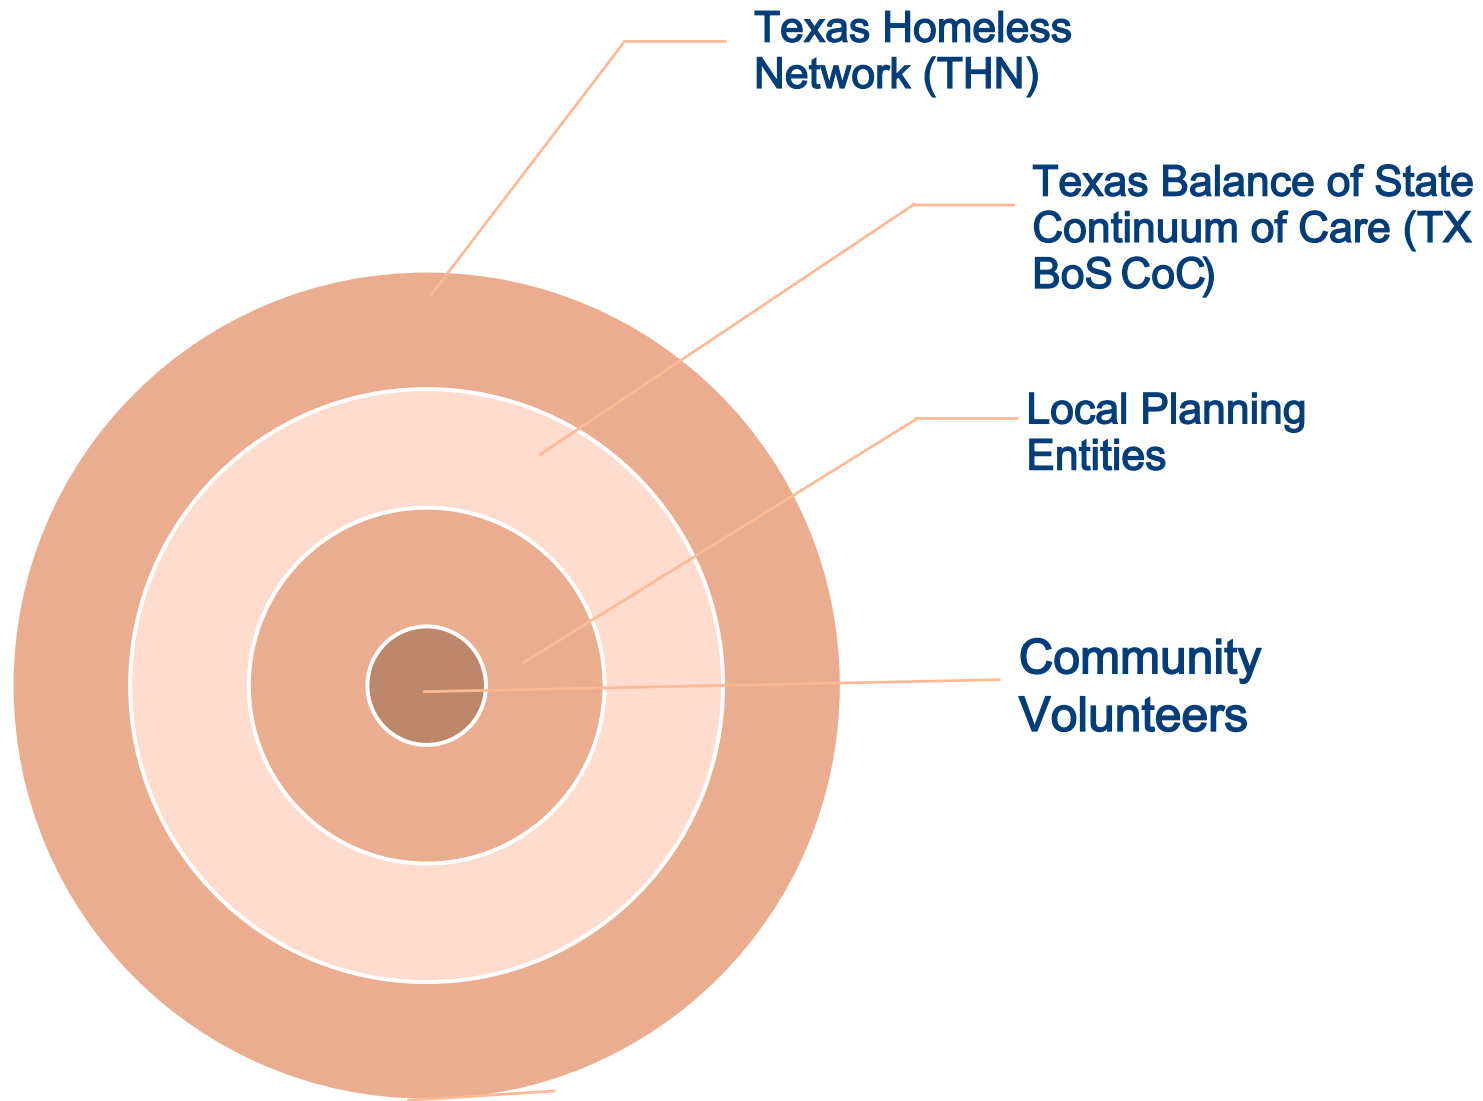 Texas Homeless
Network (THN)
Texas Balance of State
Continuum of Care (TX
BoS CoC)
Local Planning
Entities
Community
Volunteers